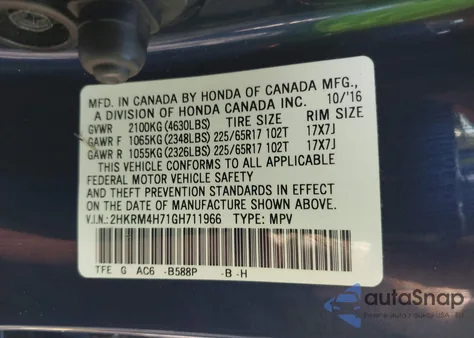 MFD. IN CANADA BY HONDA OF CANADA MFG.,
A DIVISION OF HONDA CANADA INC. 10/'16
GVWR 2100KG (4630LBS) TIRE SIZE RIM SIZE
GAWR F 1065KG (2348LBS) 225/65R17 102T 17X7J
GAWR R 1055KG (2326LBS) 225/65R17 102T 17X7J
THIS VEHICLE CONFORMS TO ALL APPLICABLE
FEDERAL MOTOR VEHICLE SAFETY
AND THEFT PREVENTION STANDARDS IN EFFECT
ON THE DATE OF MANUFACTURE SHOWN ABOVE.
V.I.N.: 2HKRM4H71GH711966 TYPE: MPV
TFE G AC6 -B588P -B -H
autoSnap